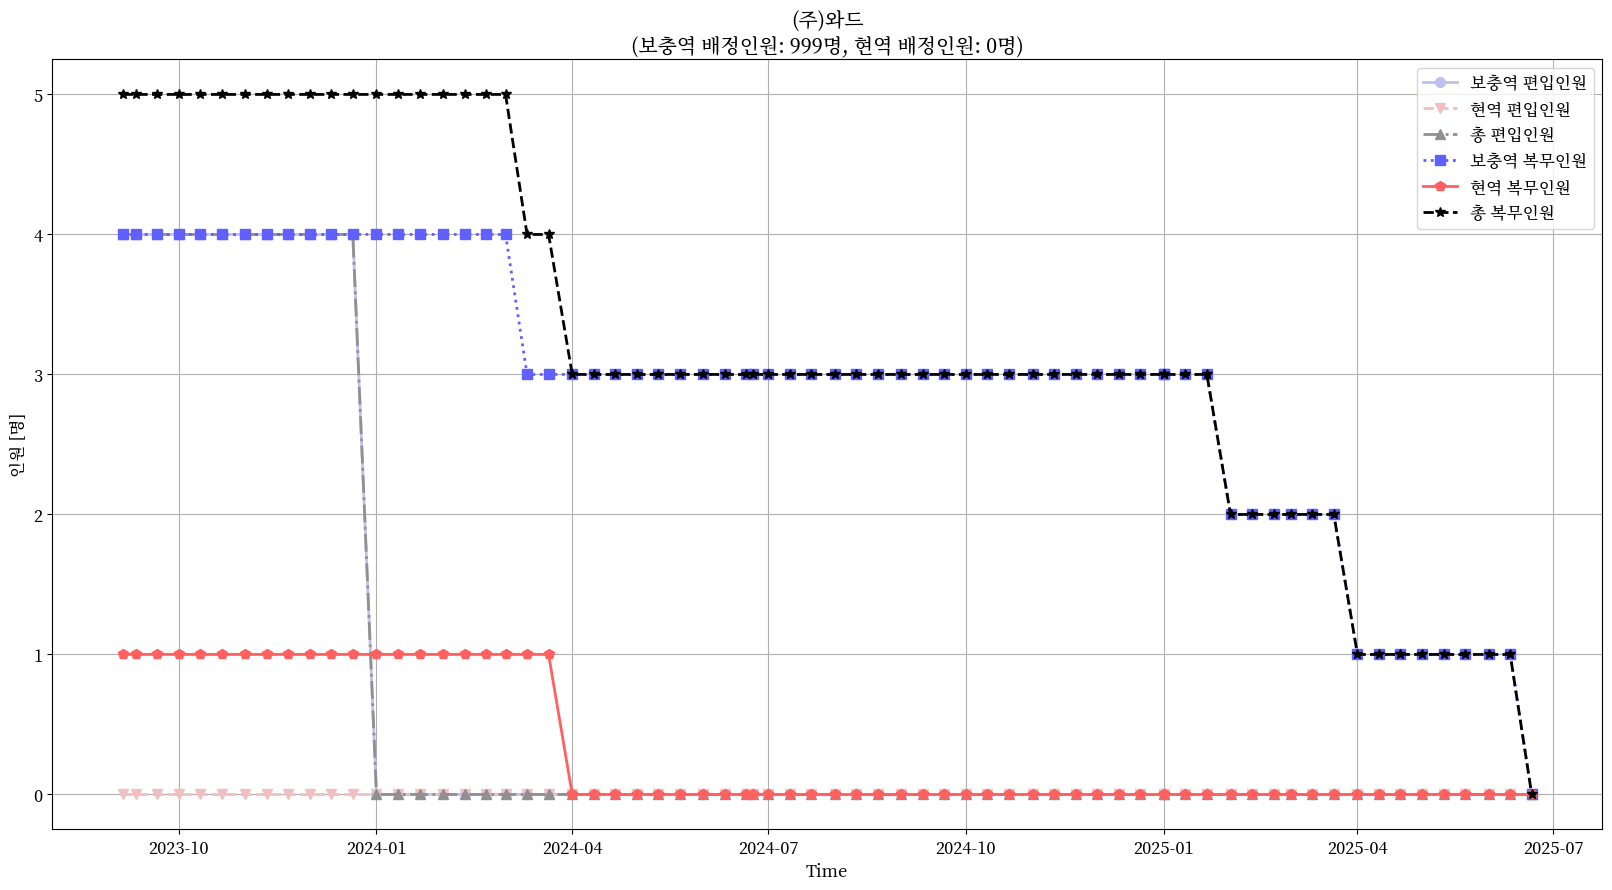 (주)와드
(보충역 배정인원: 999명, 현역 배정인원: 0명)
보충역 편입인원
현역 편입인원
총 편입인원
보충역 복무인원
현역 복무인원
총 복무인원
인원 [명]
5
4
3
2
1
0
2023-10
2024-01
2024-04
2024-07
2024-10
2025-01
2025-04
2025-07
Time